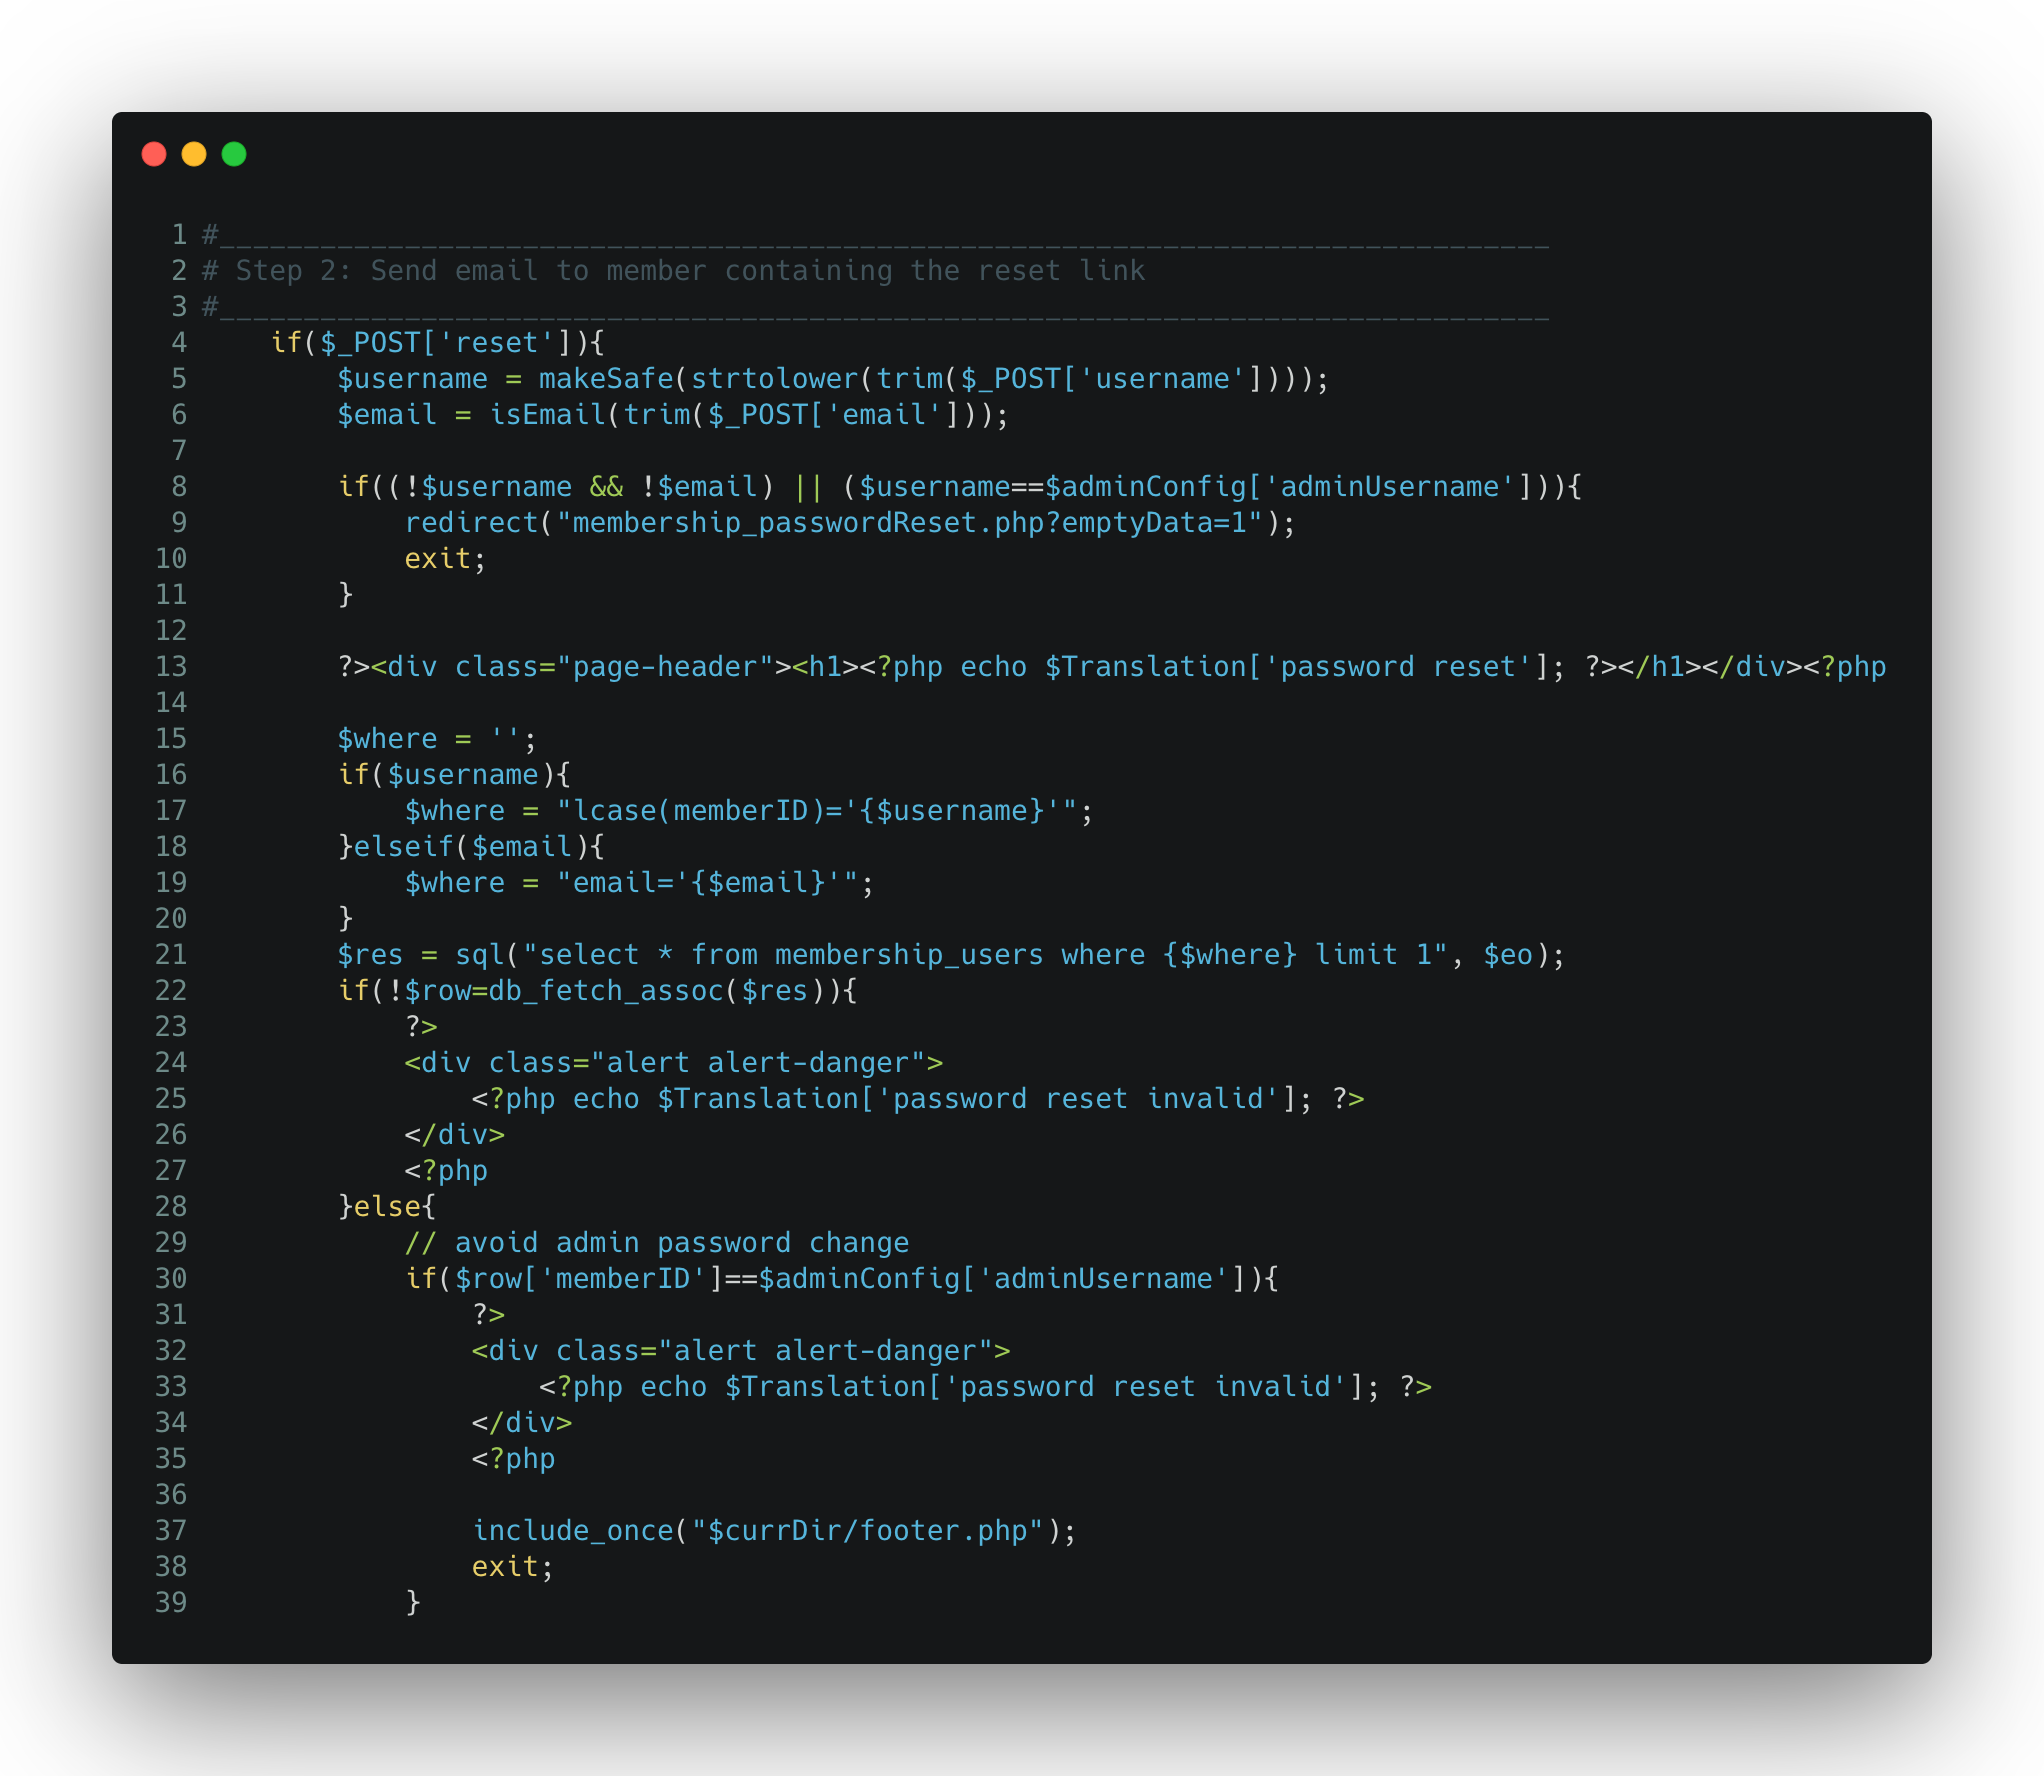 1 #_______________________________________________________________________________
2 # Step 2: Send email to member containing the reset link
3 #_______________________________________________________________________________
4     if($_POST['reset']){
5         $username = makeSafe(strtolower(trim($_POST['username'])));
6         $email = isEmail(trim($_POST['email']));
7
8         if((!$username && !$email) || ($username==$adminConfig['adminUsername'])){
9             redirect("membership_passwordReset.php?emptyData=1");
10             exit;
11         }
12
13         ?><div class="page-header"><h1><?php echo $Translation['password reset']; ?></h1></div><?php
14
15         $where = '';
16         if($username){
17             $where = "lcase(memberID)='{$username}'";
18         }elseif($email){
19             $where = "email='{$email}'";
20         }
21         $res = sql("select * from membership_users where {$where} limit 1", $eo);
22         if(!$row=db_fetch_assoc($res)){
23             ?>
24             <div class="alert alert-danger">
25                 <?php echo $Translation['password reset invalid']; ?>
26             </div>
27             <?php
28         }else{
29             // avoid admin password change
30             if($row['memberID']==$adminConfig['adminUsername']){
31                 ?>
32                 <div class="alert alert-danger">
33                     <?php echo $Translation['password reset invalid']; ?>
34                 </div>
35                 <?php
36
37                 include_once("$currDir/footer.php");
38                 exit;
39             }